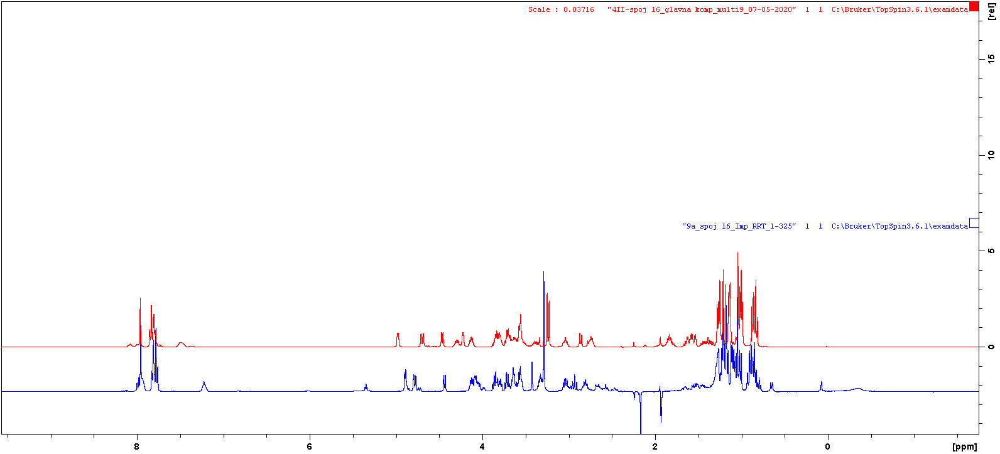 Scale : 0.03716 "4II-spoj 16_glavna komp_multi9_07-05-2020" 1 1 C:\Bruker\TopSpin3.6.1\examdata
[rel]
15
10
"9a_spoj 16_Imp_RRT_1-325" 1 1 C:\Bruker\TopSpin3.6.1\examdata
5
0
8 6 4 2 0 [ppm]